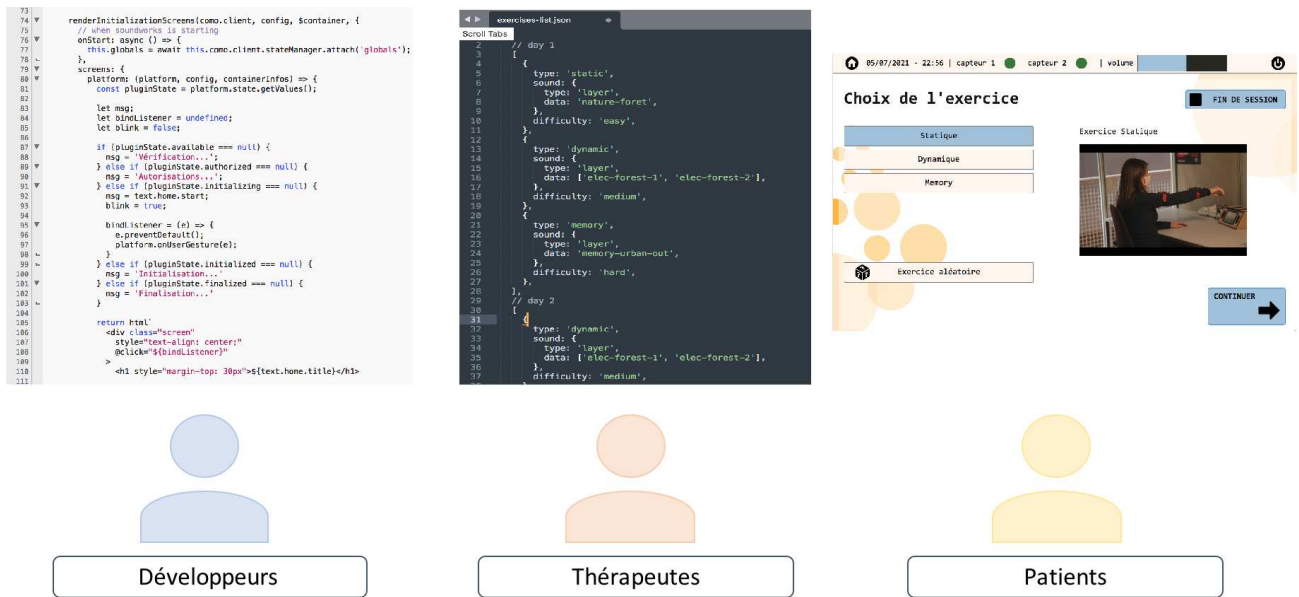 73
74 renderInitializationScreens(como.client, config, $container, {
75 // when soundworks is starting
76 onStart: async () => {
77 this.globals = await this.como.client.stateManager.attach('globals');
78 },
79 screens: {
80 platform: (platform, config, containerInfos) => {
81 const pluginState = platform.state.getValues();
82
83 let msg;
84 let bindListener = undefined;
85 let blink = false;
86
87 if (pluginState.available === null) {
88 msg = 'Vérification...';
89 } else if (pluginState.authorized === null) {
90 msg = 'Autorisations...';
91 } else if (pluginState.initializing === null) {
92 msg = text.home.start;
93 blink = true;
94
95 bindListener = (e) => {
96 e.preventDefault();
97 platform.onUserGesture(e);
98 }
99 } else if (pluginState.initialized === null) {
100 msg = 'Initialisation...'
101 } else if (pluginState.finalized === null) {
102 msg = 'Finalisation...'
103 }
104
105 return html`
106 <div class="screen"
107 style="text-align: center;"
108 @click="${bindListener}"
109 >
110 <h1 style="margin-top: 30px">${text.home.title}</h1>
111
exercises-list.json
Scroll Tabs
2 // day 1
3 [
4 {
5 type: 'static',
6 sound: {
7 type: 'layer',
8 data: 'nature-foret',
9 },
10 difficulty: 'easy',
11 },
12 {
13 type: 'dynamic',
14 sound: {
15 type: 'layer',
16 data: ['elec-forest-1', 'elec-forest-2'],
17 },
18 difficulty: 'medium',
19 },
20 {
21 type: 'memory',
22 sound: {
23 type: 'layer',
24 data: 'memory-urban-out',
25 },
26 difficulty: 'hard',
27 },
28 ],
29 // day 2
30 [
31 {
32 type: 'dynamic',
33 sound: {
34 type: 'layer',
35 data: ['elec-forest-1', 'elec-forest-2'],
36 },
37 difficulty: 'medium',
05/07/2021 - 22:56 | capteur 1 capteur 2 | volume
Choix de l'exercice
FIN DE SESSION
Statique
Exercice Statique
Dynamique
Memory
Exercice aléatoire
CONTINUER
Développeurs
Thérapeutes
Patients